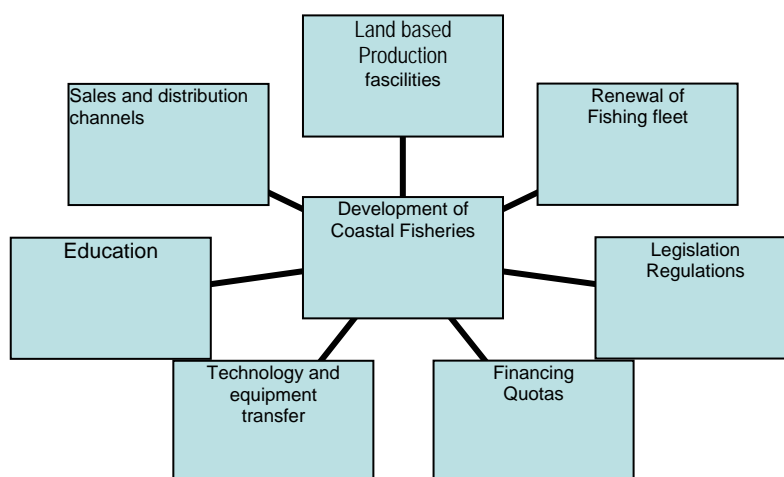 Land based
Production
fascilities
Sales and distribution
channels
Renewal of
Fishing fleet
Development of
Coastal Fisheries
Education
Legislation
Regulations
Technology and
equipment
transfer
Financing
Quotas